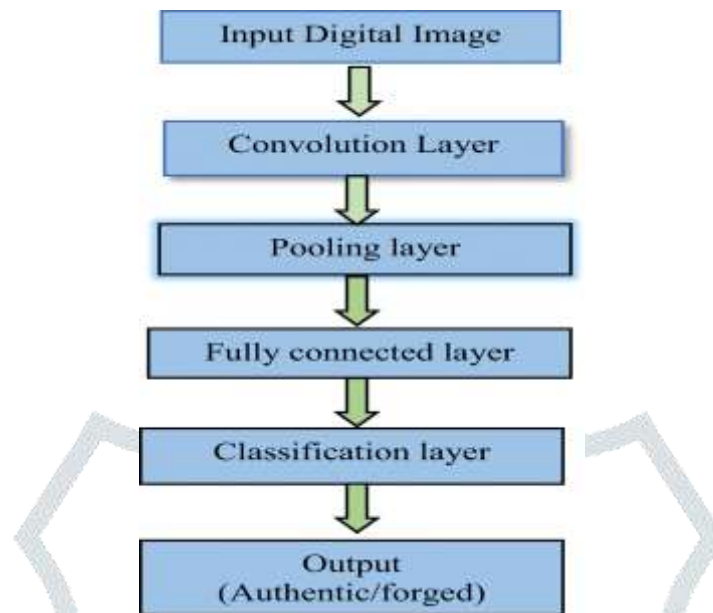 Input Digital Image
Convolution Layer
Pooling layer
Fully connected layer
Classification layer
Output
(Authentic/forged)